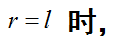 r = l 时，